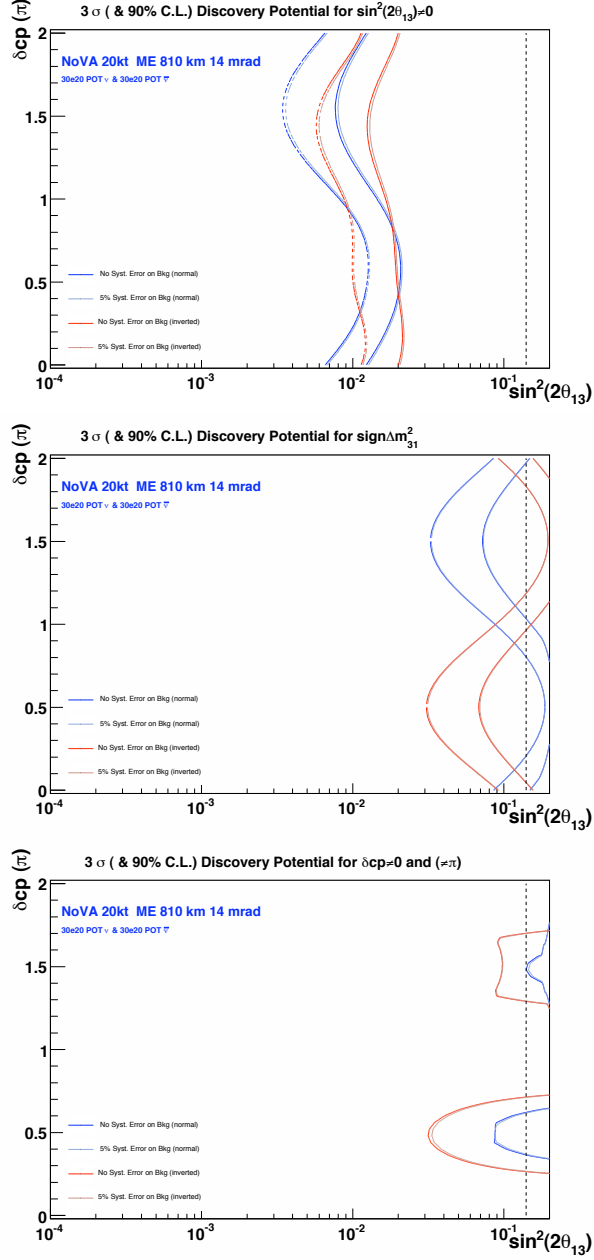 3 σ ( & 90% C.L.) Discovery Potential for sin²(2θ₁₃)≠0
δcp (π)
2
NoVA 20kt ME 810 km 14 mrad
30e20 POT ν & 30e20 POT ν̅
1.5
1
No Syst. Error on Bkg (normal)
0.5
5% Syst. Error on Bkg (normal)
No Syst. Error on Bkg (inverted)
5% Syst. Error on Bkg (inverted)
0
10⁻⁴ 10⁻³ 10⁻² 10⁻¹
sin²(2θ₁₃)
3 σ ( & 90% C.L.) Discovery Potential for signΔm²₃₁
δcp (π)
2
NoVA 20kt ME 810 km 14 mrad
30e20 POT ν & 30e20 POT ν̅
1.5
1
0.5
No Syst. Error on Bkg (normal)
5% Syst. Error on Bkg (normal)
No Syst. Error on Bkg (inverted)
5% Syst. Error on Bkg (inverted)
0
10⁻⁴ 10⁻³ 10⁻² 10⁻¹
sin²(2θ₁₃)
3 σ ( & 90% C.L.) Discovery Potential for δcp≠0 and (≠π)
δcp (π)
2
NoVA 20kt ME 810 km 14 mrad
30e20 POT ν & 30e20 POT ν̅
1.5
1
0.5
No Syst. Error on Bkg (normal)
5% Syst. Error on Bkg (normal)
No Syst. Error on Bkg (inverted)
5% Syst. Error on Bkg (inverted)
0
10⁻⁴ 10⁻³ 10⁻² 10⁻¹
sin²(2θ₁₃)